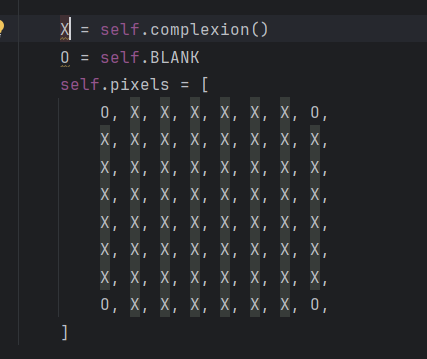 X = self.complexion()
O = self.BLANK
self.pixels = [
O, X, X, X, X, X, X, O,
X, X, X, X, X, X, X, X,
X, X, X, X, X, X, X, X,
X, X, X, X, X, X, X, X,
X, X, X, X, X, X, X, X,
X, X, X, X, X, X, X, X,
X, X, X, X, X, X, X, X,
O, X, X, X, X, X, X, O,
]